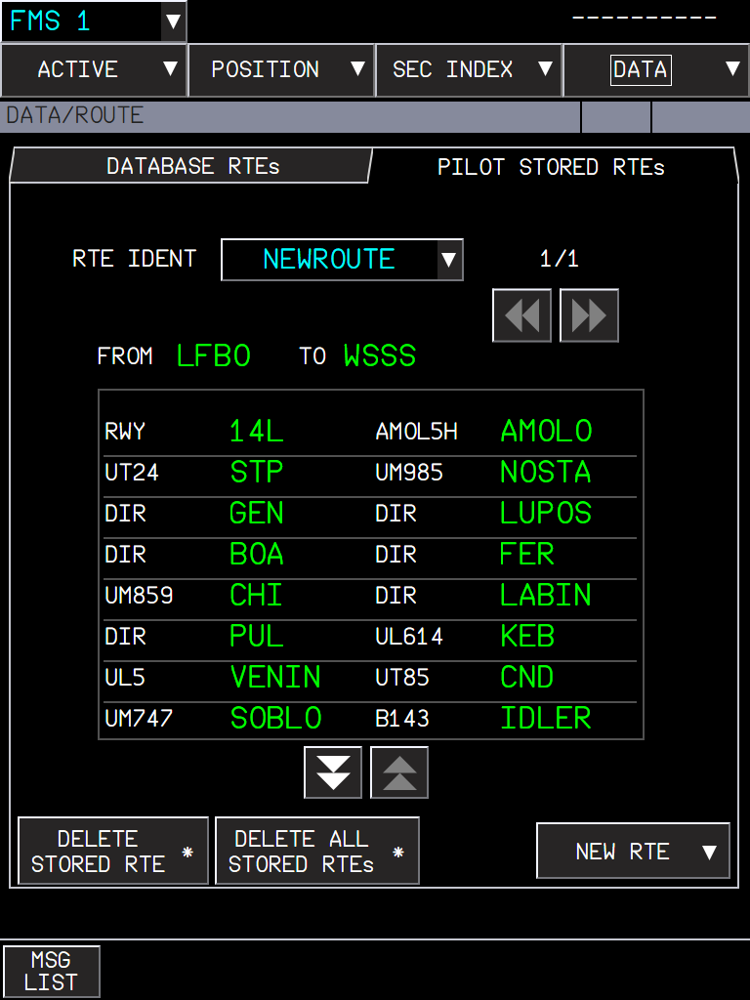 FMS 1 ----------
ACTIVE POSITION SEC INDEX DATA
DATA/ROUTE
DATABASE RTEs PILOT STORED RTEs
RTE IDENT NEWROUTE 1/1
FROM LFBO TO WSSS
RWY 14L AMOL5H AMOLO
UT24 STP UM985 NOSTA
DIR GEN DIR LUPOS
DIR BOA DIR FER
UM859 CHI DIR LABIN
DIR PUL UL614 KEB
UL5 VENIN UT85 CND
UM747 SOBLO B143 IDLER
DELETE
STORED RTE *
DELETE ALL
STORED RTEs *
NEW RTE
MSG
LIST